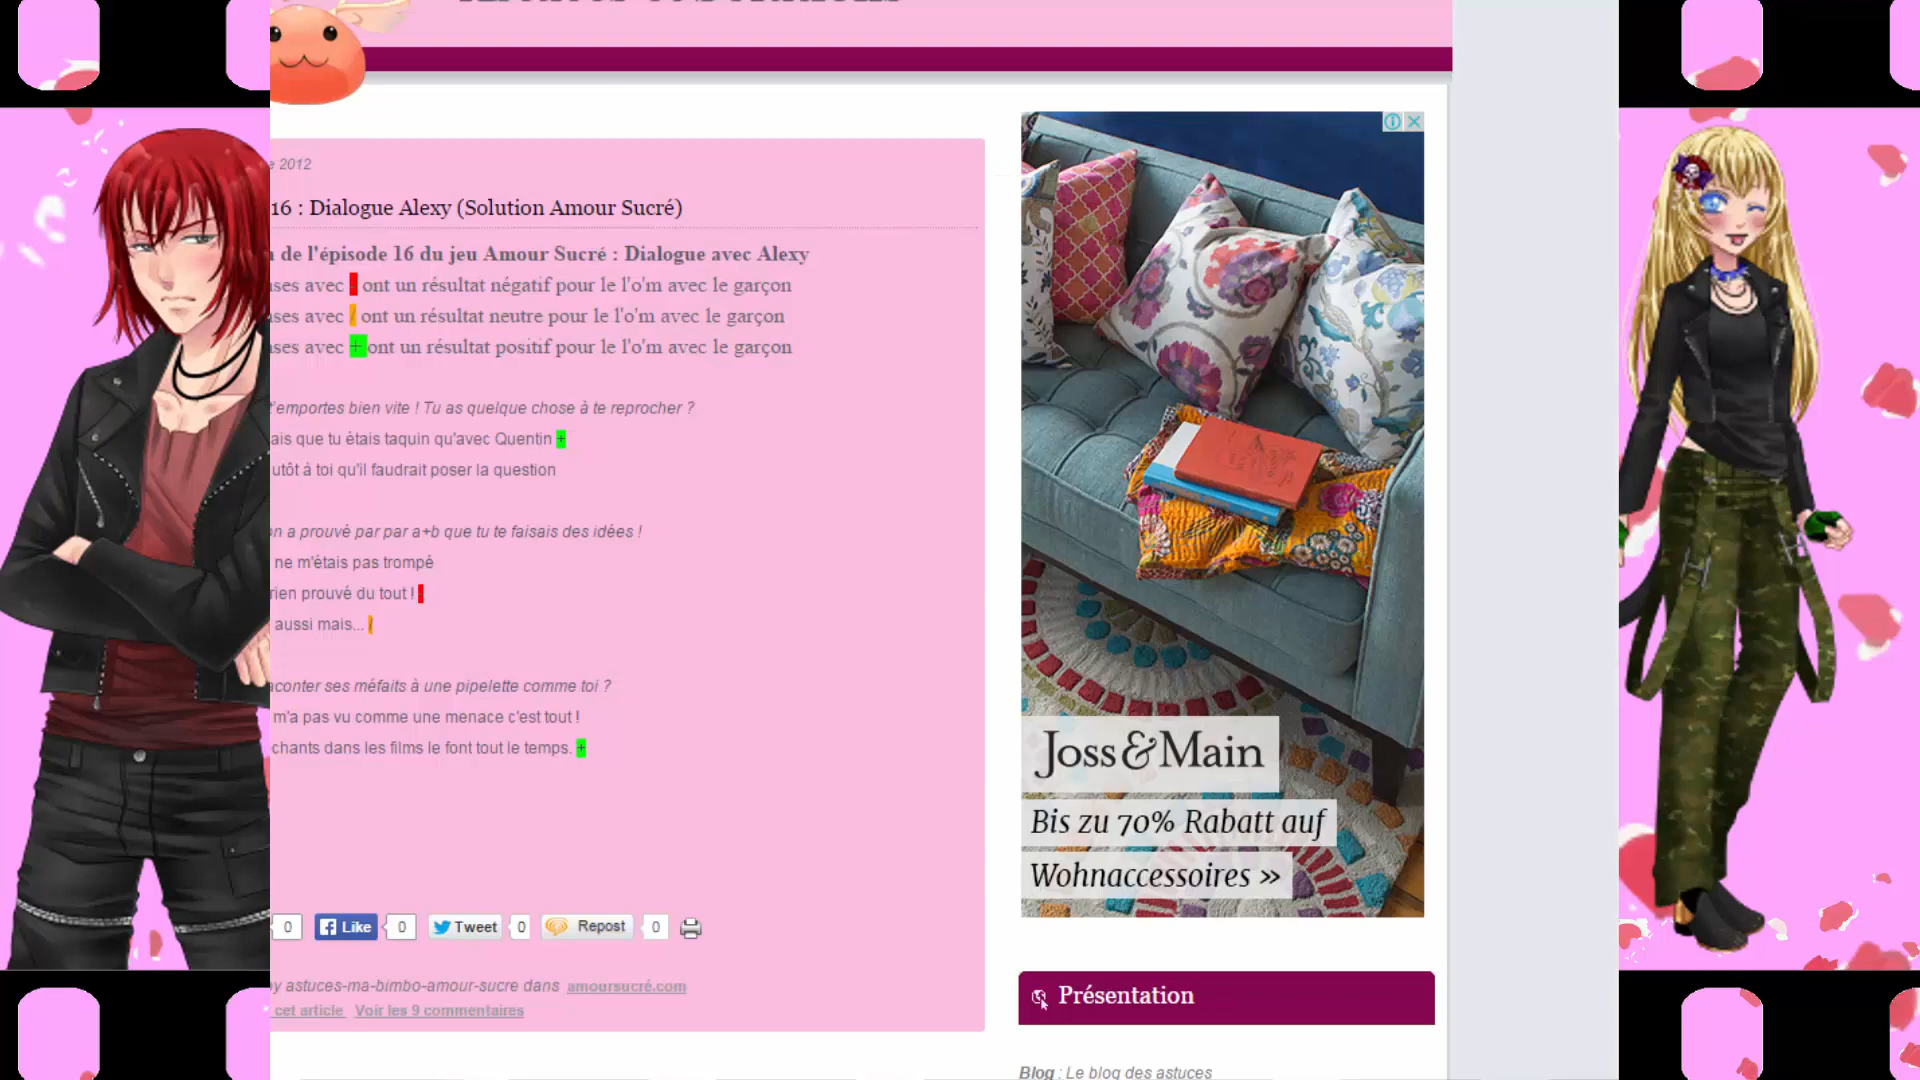 e 2012
16 : Dialogue Alexy (Solution Amour Sucré)
n de l'épisode 16 du jeu Amour Sucré : Dialogue avec Alexy
ses avec - ont un résultat négatif pour le l'o'm avec le garçon
ses avec / ont un résultat neutre pour le l'o'm avec le garçon
ses avec + ont un résultat positif pour le l'o'm avec le garçon
t'emportes bien vite ! Tu as quelque chose à te reprocher ?
ais que tu étais taquin qu'avec Quentin +
utôt à toi qu'il faudrait poser la question
n a prouvé par par a+b que tu te faisais des idées !
ne m'étais pas trompé
rien prouvé du tout ! -
aussi mais... /
aconter ses méfaits à une pipelette comme toi ?
m'a pas vu comme une menace c'est tout !
chants dans les films le font tout le temps. +
0 Like 0 Tweet 0 Repost 0
y astuces-ma-bimbo-amour-sucre dans amoursucré.com
cet article Voir les 9 commentaires
Joss&Main
Bis zu 70% Rabatt auf
Wohnaccessoires »
Présentation
Blog : Le blog des astuces